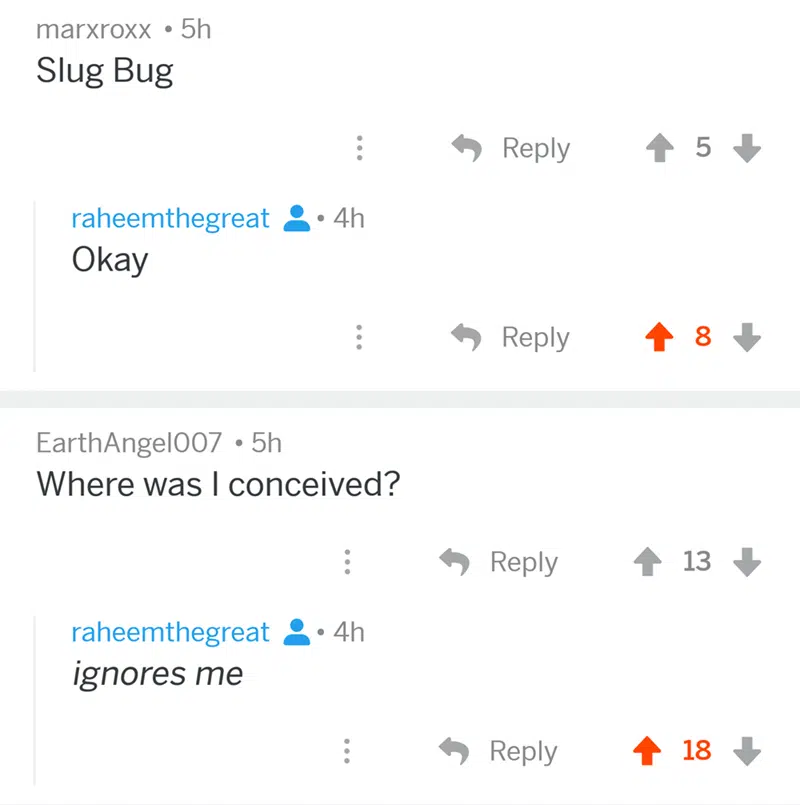 marxroxx • 5h
Slug Bug
Reply 5
raheemthegreat • 4h
Okay
Reply 8
EarthAngel007 • 5h
Where was I conceived?
Reply 13
raheemthegreat • 4h
ignores me
Reply 18